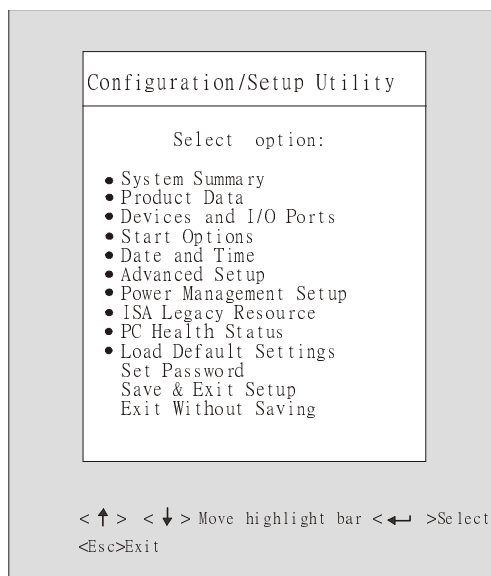 Configuration/Setup Utility
Select option:
• System Summary
• Product Data
• Devices and I/O Ports
• Start Options
• Date and Time
• Advanced Setup
• Power Management Setup
• ISA Legacy Resource
• PC Health Status
• Load Default Settings
Set Password
Save & Exit Setup
Exit Without Saving
<↑> <↓> Move highlight bar <↵ >Select
<Esc>Exit